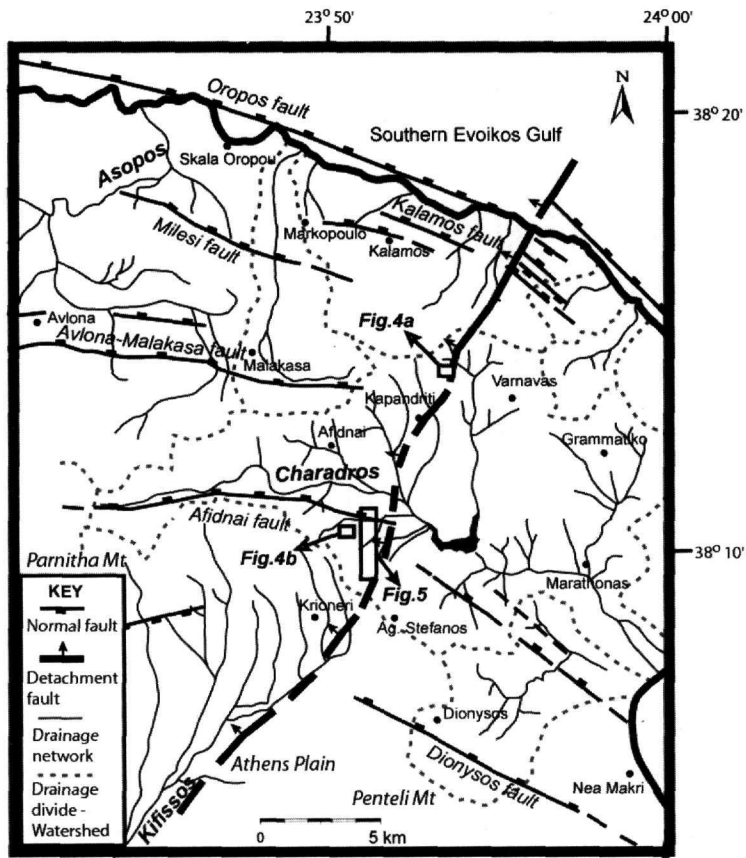 23° 50'
24° 00'
N
Oropos fault
Southern Evoikos Gulf
38° 20'
Skala Oropou
Asopos
Kalamos fault
Markopoulo
Milesi fault
Kalamos
Avlona
Fig.4a
Avlona-Malakasa fault
Malakasa
Kapandriti
Varnavas
Afidnai
Grammatiko
Charadros
Afidnai fault
38° 10'
Parnitha Mt
Fig.4b
Marathonas
Fig.5
Krioneri
Ag. Stefanos
KEY
Normal fault
Detachment
fault
Drainage
network
Drainage
divide -
Watershed
Dionysos
Athens Plain
Dionysos fault
Nea Makri
Kifissos
Penteli Mt
0 5 km